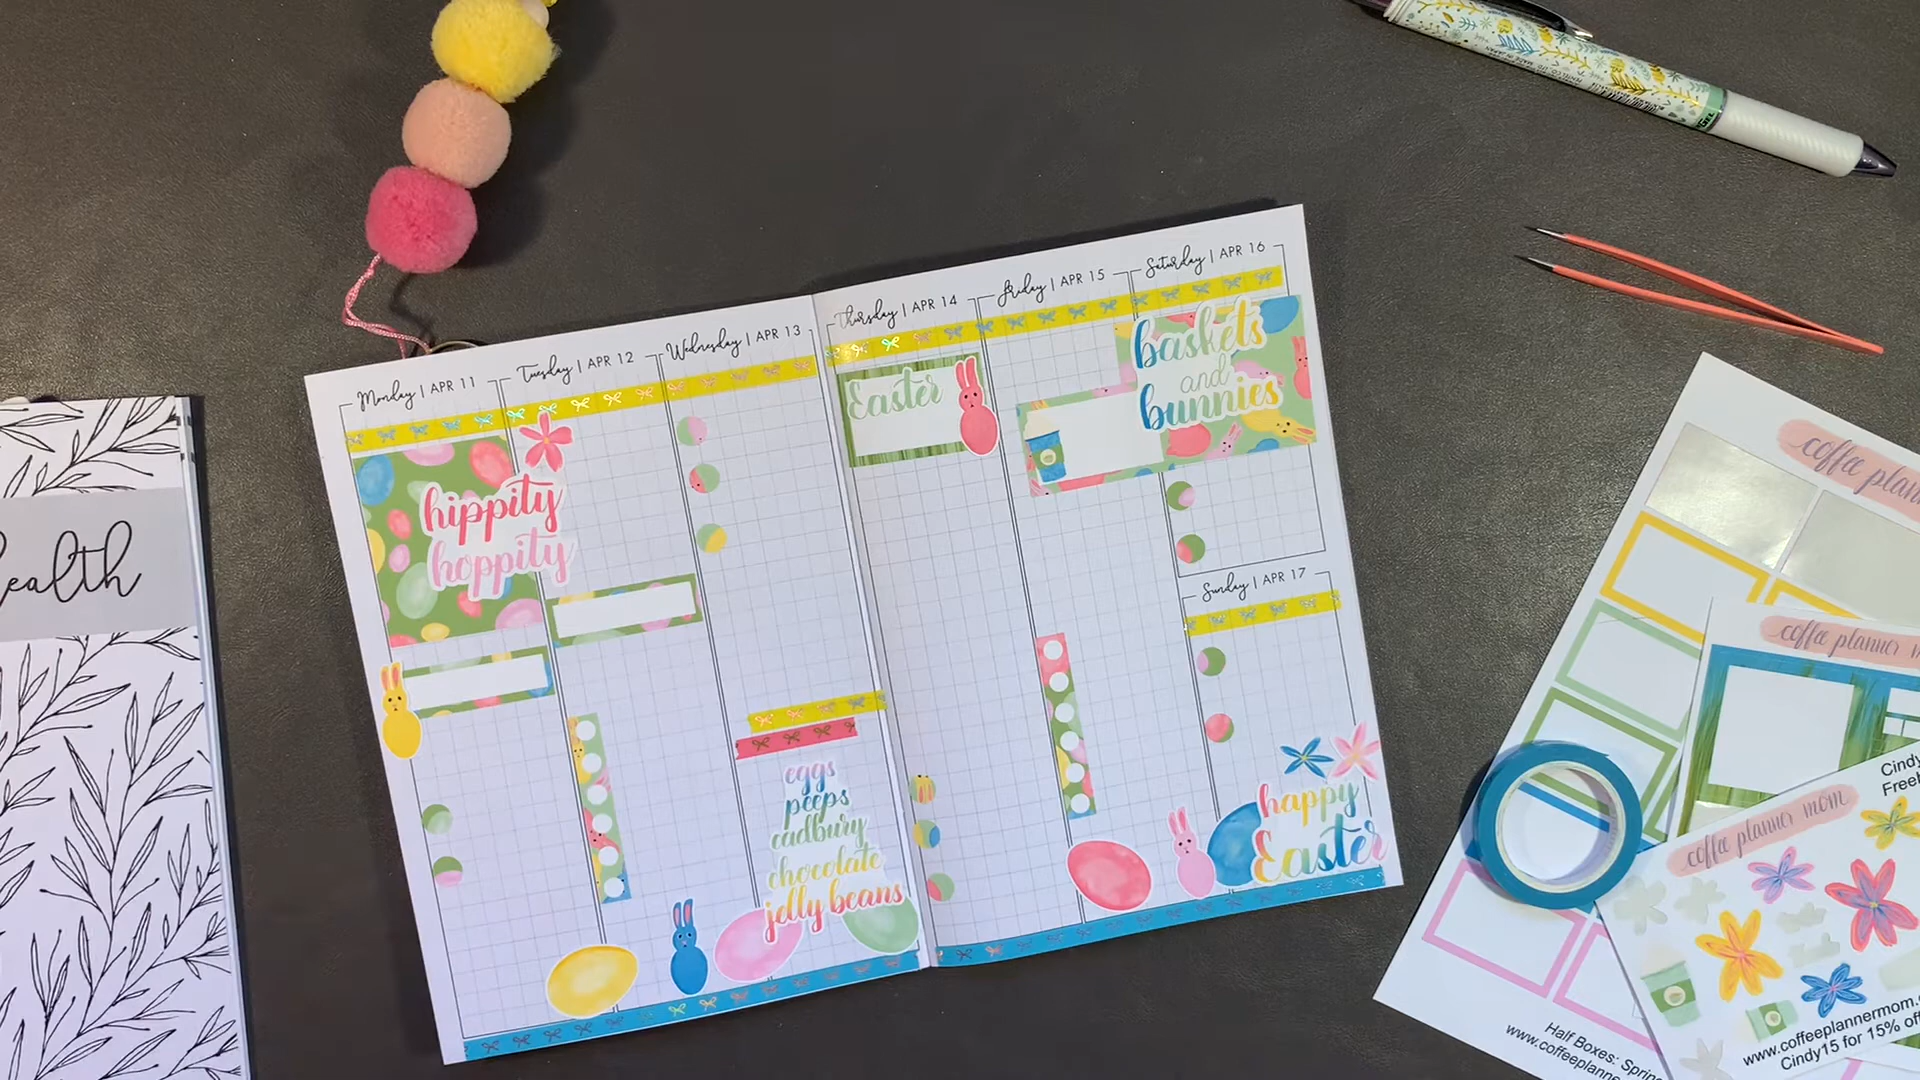 Monday | APR 11
Tuesday | APR 12
Wednesday | APR 13
Thursday | APR 14
Friday | APR 15
Saturday | APR 16
hippity
hoppity
Easter
baskets
and
bunnies
Sunday | APR 17
eggs
peeps
cadbury
chocolate
jelly beans
happy
Easter
ealth
coffee plan
coffee planner m
coffee planner mom
Cindy
Half Boxes: Spring
www.coffeeplanne
www.coffeeplannermom.c
Cindy15 for 15% off